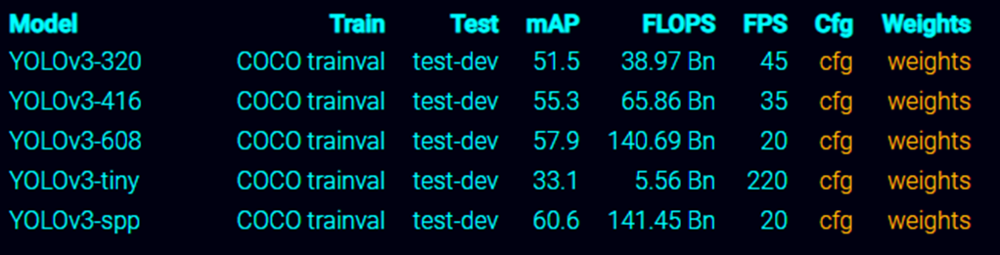 Model Train Test mAP FLOPS FPS Cfg Weights
YOLOv3-320 COCO trainval test-dev 51.5 38.97 Bn 45 cfg weights
YOLOv3-416 COCO trainval test-dev 55.3 65.86 Bn 35 cfg weights
YOLOv3-608 COCO trainval test-dev 57.9 140.69 Bn 20 cfg weights
YOLOv3-tiny COCO trainval test-dev 33.1 5.56 Bn 220 cfg weights
YOLOv3-spp COCO trainval test-dev 60.6 141.45 Bn 20 cfg weights